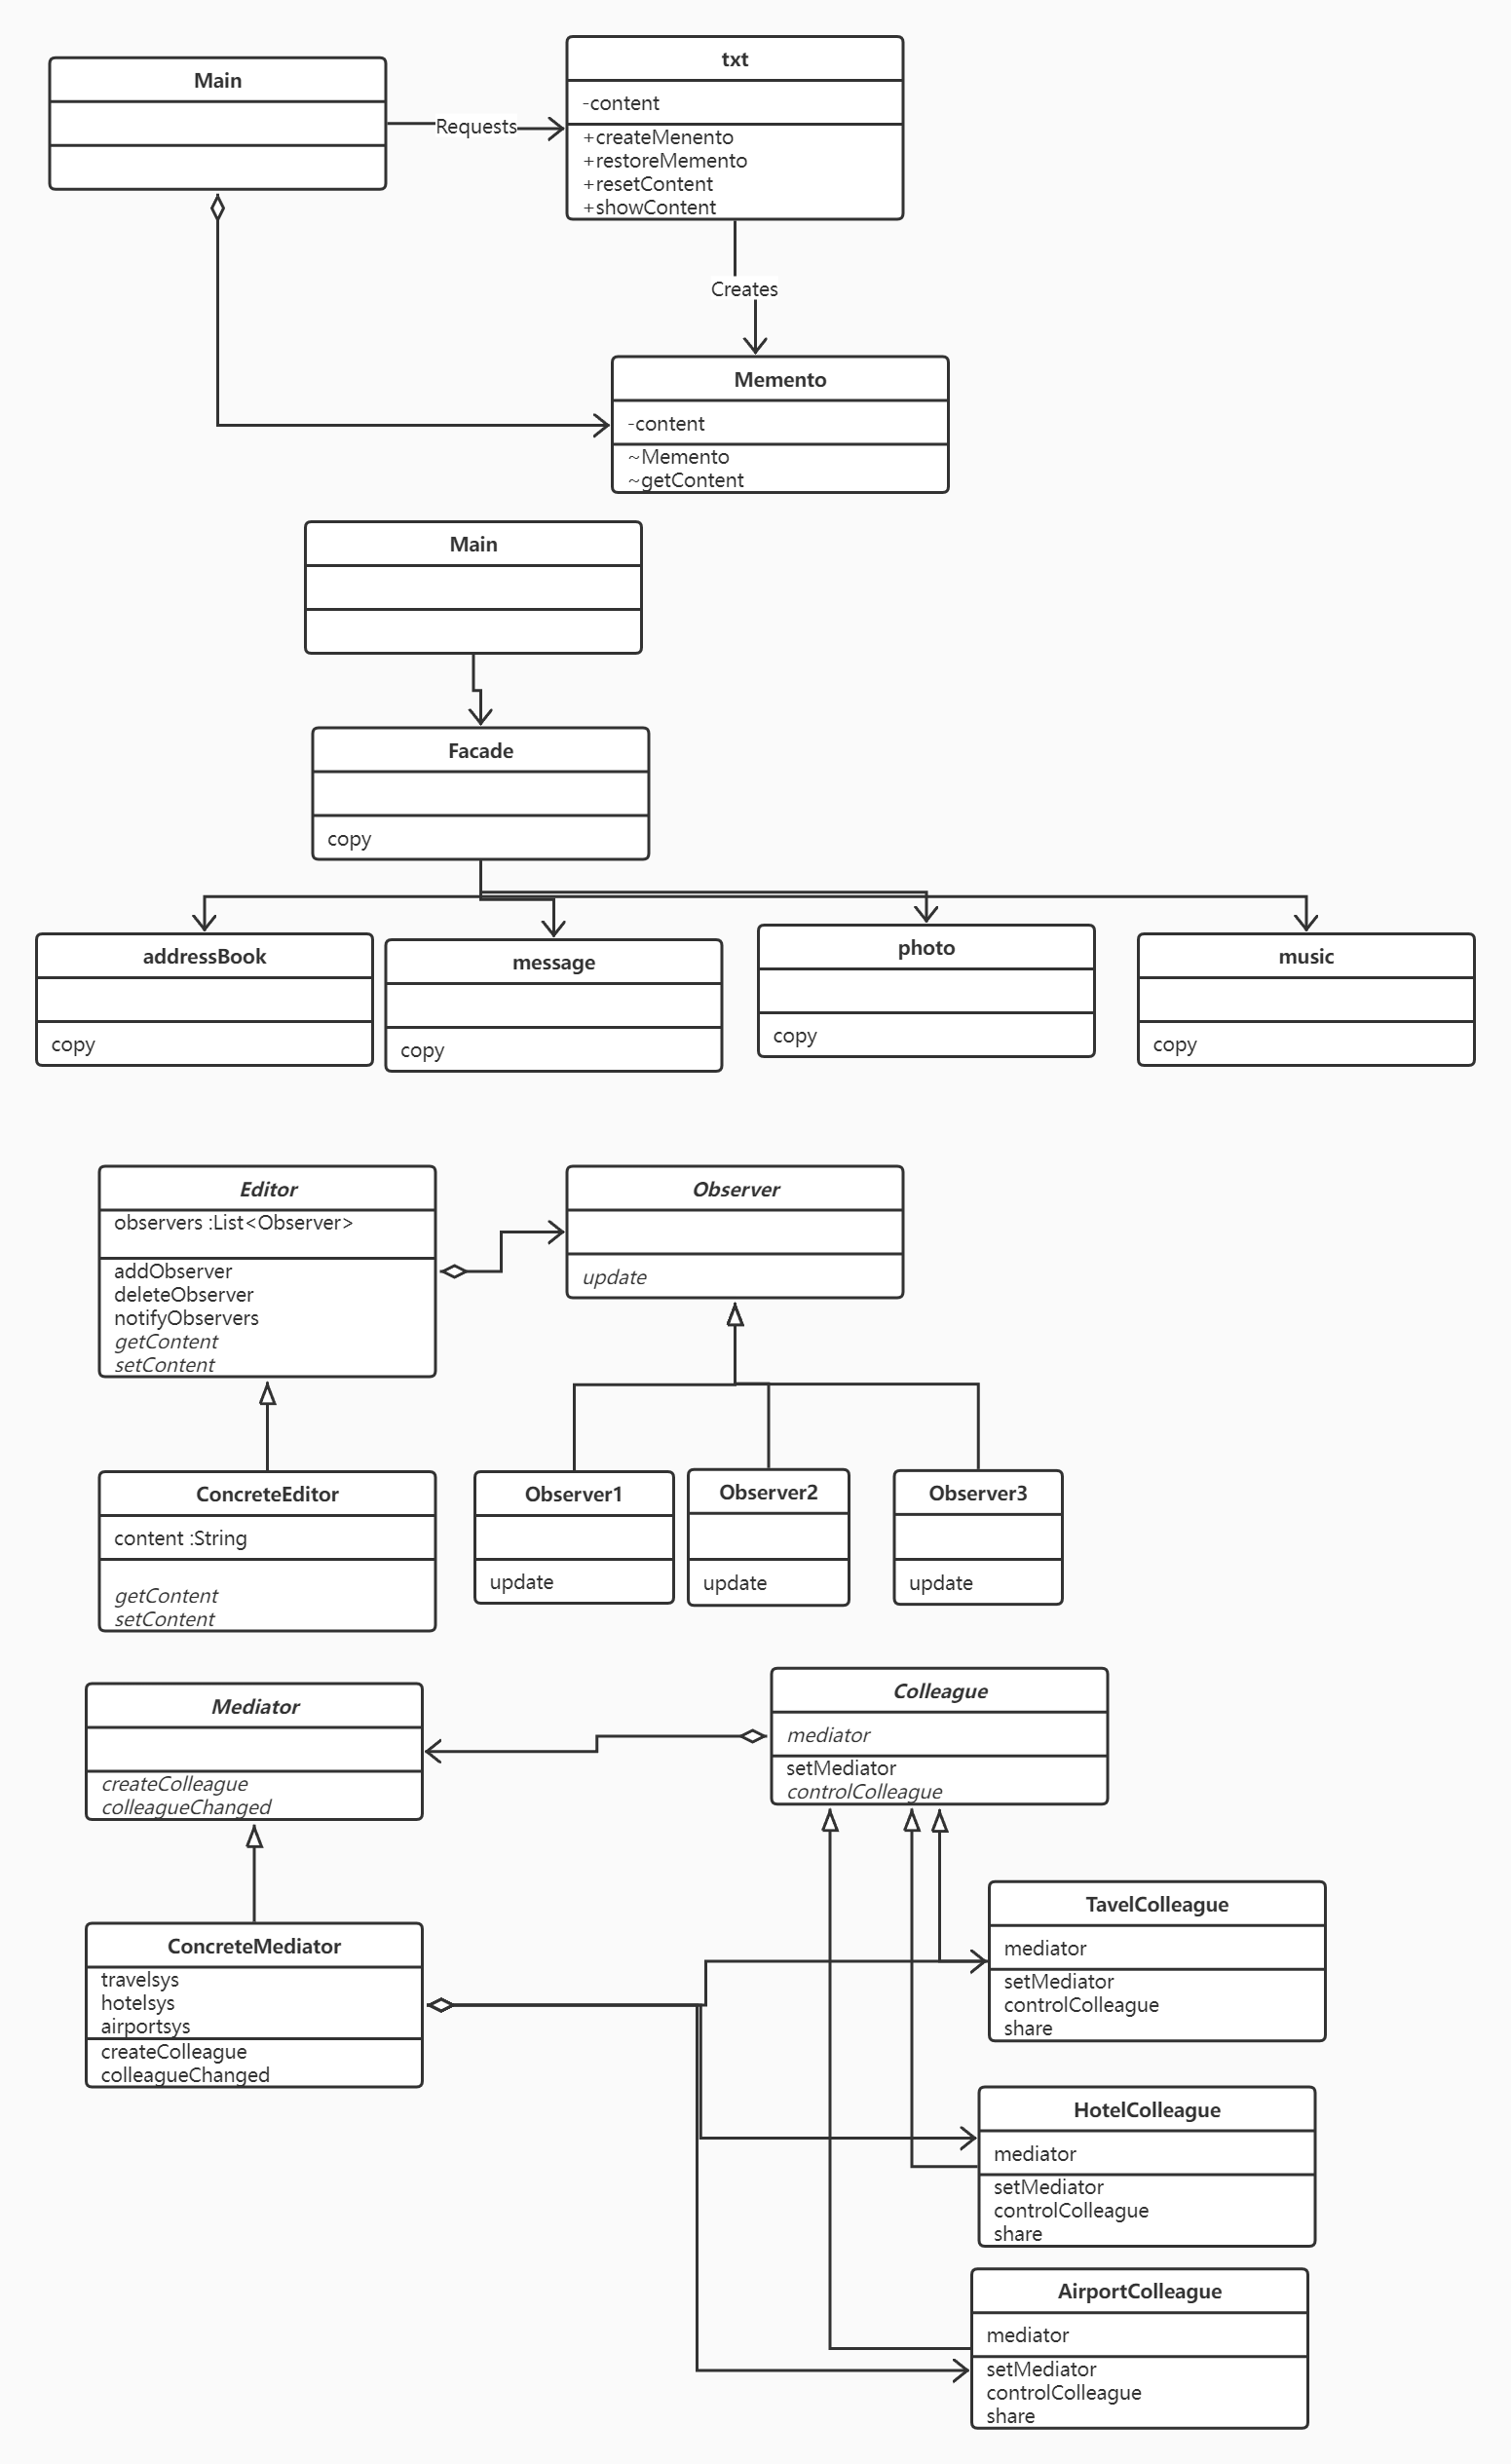 Main
Requests
txt
-content
+createMenento
+restoreMemento
+resetContent
+showContent
Creates
Memento
-content
~Memento
~getContent
Main
Facade
copy
addressBook
copy
message
copy
photo
copy
music
copy
Editor
observers :List<Observer>
addObserver
deleteObserver
notifyObservers
getContent
setContent
Observer
update
ConcreteEditor
content :String
getContent
setContent
Observer1
update
Observer2
update
Observer3
update
Mediator
createColleague
colleagueChanged
Colleague
mediator
setMediator
controlColleague
ConcreteMediator
travelsys
hotelsys
airportsys
createColleague
colleagueChanged
TavelColleague
mediator
setMediator
controlColleague
share
HotelColleague
mediator
setMediator
controlColleague
share
AirportColleague
mediator
setMediator
controlColleague
share